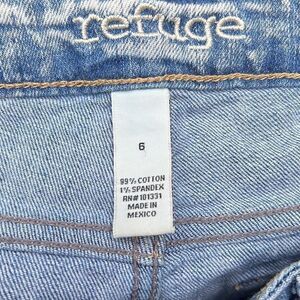 refuge
6
99% COTTON
1% SPANDEX
RN#101331
MADE IN
MEXICO